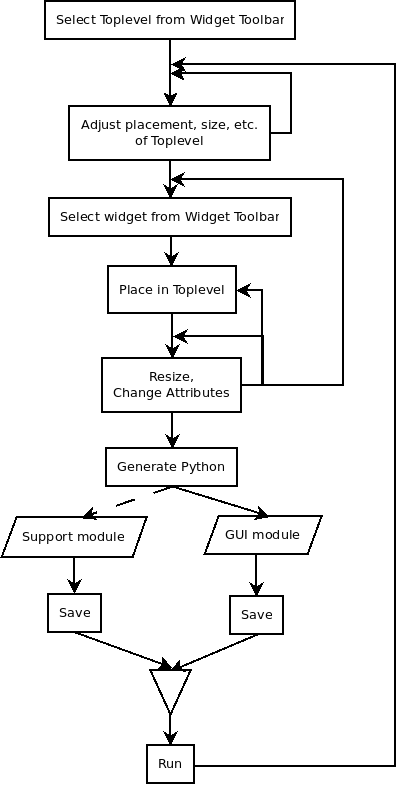 Select Toplevel from Widget Toolbar
Adjust placement, size, etc.
of Toplevel
Select widget from Widget Toolbar
Place in Toplevel
Resize,
Change Attributes
Generate Python
Support module
GUI module
Save
Save
Run